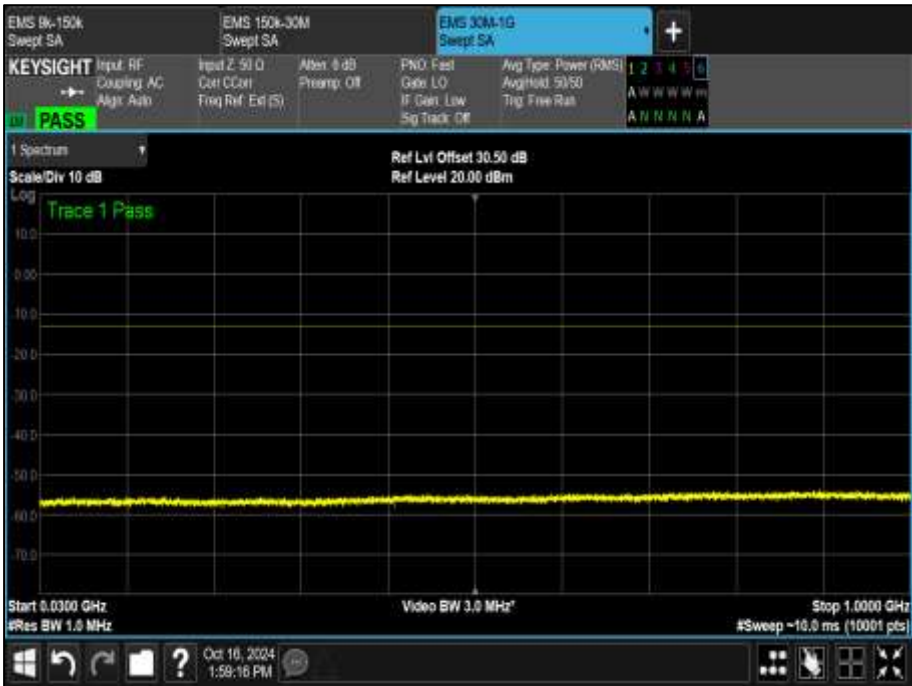 EMS 9k-150k
Swept SA
EMS 150k-30M
Swept SA
EMS 30M-1G
Swept SA
KEYSIGHT
Input: RF
Coupling: AC
Align: Auto
Input Z: 50 Ω
Corr CCorr
Freq Ref: Ext (S)
Atten: 6 dB
Preamp: Off
PNO: Fast
Gate: LO
IF Gain: Low
Sig Track: Off
Avg Type: Power (RMS)
Avg|Hold: 50/50
Trig: Free Run
1 2 3 4 5 6
A W W W W
A N N N N A
PASS
1 Spectrum
Scale/Div 10 dB
Ref Lvl Offset 30.50 dB
Ref Level 20.00 dBm
Log
Trace 1 Pass
10.0
0.00
-10.0
-20.0
-30.0
-40.0
-50.0
-60.0
-70.0
Start 0.0300 GHz
Video BW 3.0 MHz*
Stop 1.0000 GHz
#Res BW 1.0 MHz
#Sweep ~10.0 ms (10001 pts)
?
Oct 16, 2024
1:59:16 PM